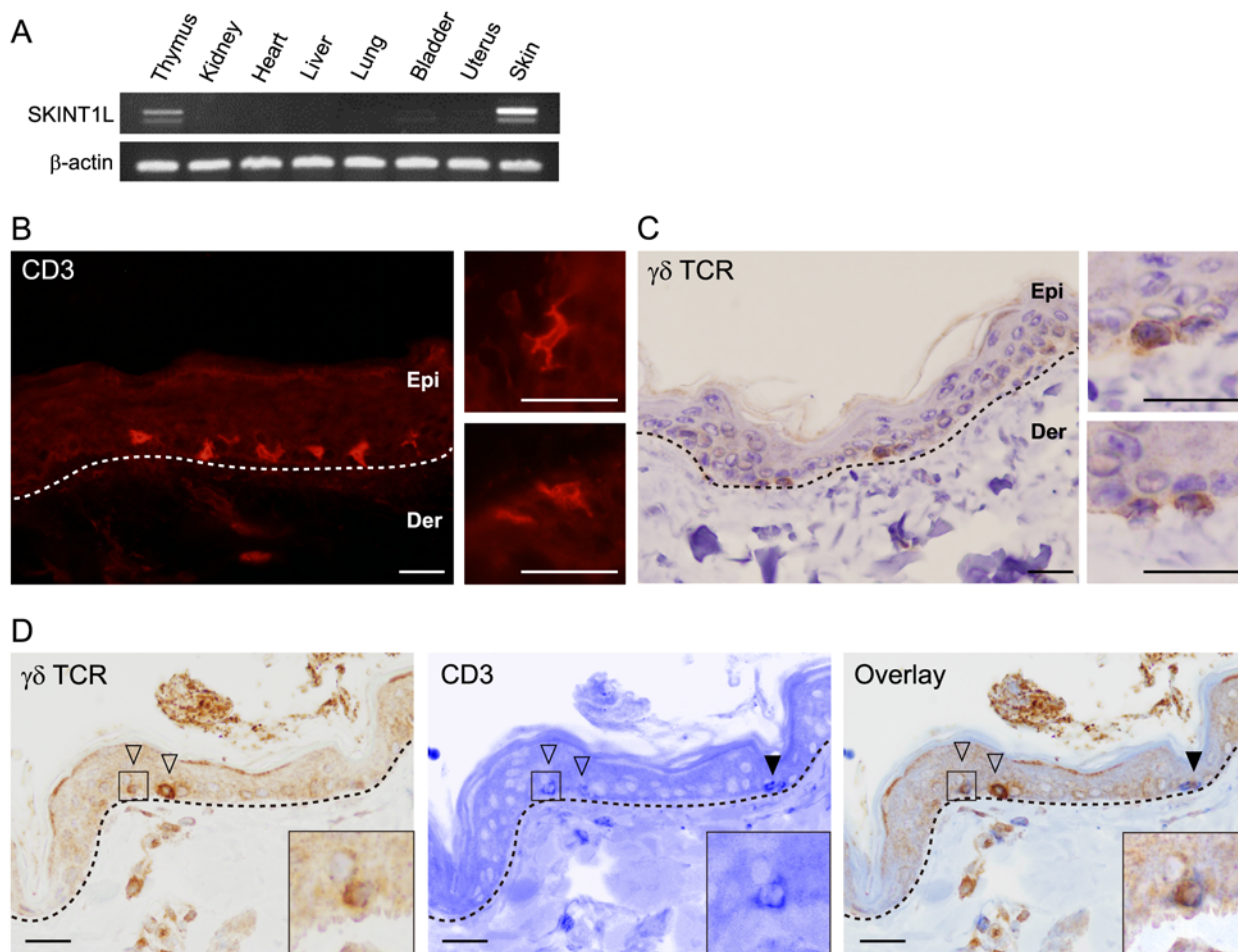 A
Thymus
Kidney
Heart
Liver
Lung
Bladder
Uterus
Skin
SKINT1L
β-actin
B
CD3
Epi
Der
C
γδ TCR
Epi
Der
D
γδ TCR
CD3
Overlay